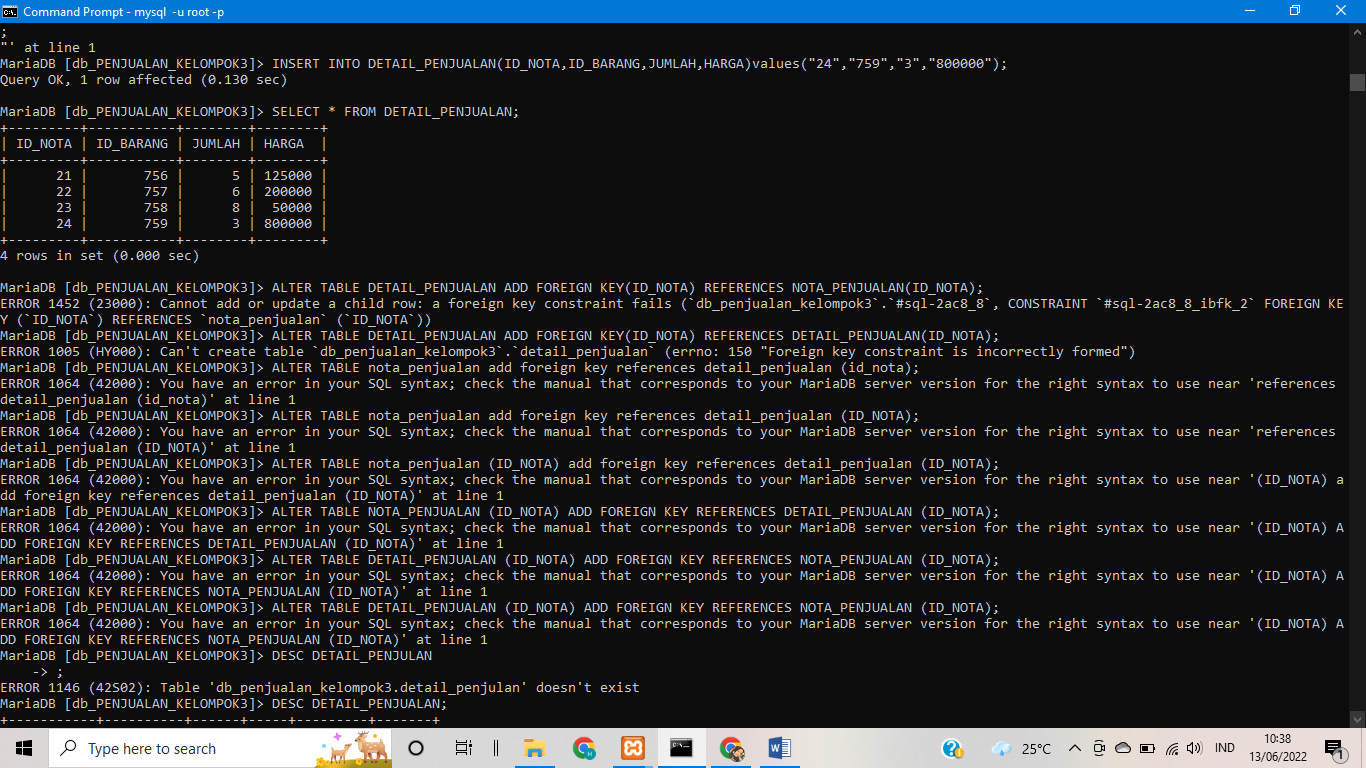 Command Prompt - mysql -u root -p
;
"' at line 1
MariaDB [db_PENJUALAN_KELOMPOK3]> INSERT INTO DETAIL_PENJUALAN(ID_NOTA,ID_BARANG,JUMLAH,HARGA)values("24","759","3","800000");
Query OK, 1 row affected (0.130 sec)
MariaDB [db_PENJUALAN_KELOMPOK3]> SELECT * FROM DETAIL_PENJUALAN;
+---------+-----------+--------+--------+
| ID_NOTA | ID_BARANG | JUMLAH | HARGA  |
+---------+-----------+--------+--------+
|      21 |       756 |      5 | 125000 |
|      22 |       757 |      6 | 200000 |
|      23 |       758 |      8 |  50000 |
|      24 |       759 |      3 | 800000 |
+---------+-----------+--------+--------+
4 rows in set (0.000 sec)
MariaDB [db_PENJUALAN_KELOMPOK3]> ALTER TABLE DETAIL_PENJUALAN ADD FOREIGN KEY(ID_NOTA) REFERENCES NOTA_PENJUALAN(ID_NOTA);
ERROR 1452 (23000): Cannot add or update a child row: a foreign key constraint fails (`db_penjualan_kelompok3`.`#sql-2ac8_8`, CONSTRAINT `#sql-2ac8_8_ibfk_2` FOREIGN KE
Y (`ID_NOTA`) REFERENCES `nota_penjualan` (`ID_NOTA`))
MariaDB [db_PENJUALAN_KELOMPOK3]> ALTER TABLE DETAIL_PENJUALAN ADD FOREIGN KEY(ID_NOTA) REFERENCES DETAIL_PENJUALAN(ID_NOTA);
ERROR 1005 (HY000): Can't create table `db_penjualan_kelompok3`.`detail_penjualan` (errno: 150 "Foreign key constraint is incorrectly formed")
MariaDB [db_PENJUALAN_KELOMPOK3]> ALTER TABLE nota_penjualan add foreign key references detail_penjualan (id_nota);
ERROR 1064 (42000): You have an error in your SQL syntax; check the manual that corresponds to your MariaDB server version for the right syntax to use near 'references
detail_penjualan (id_nota)' at line 1
MariaDB [db_PENJUALAN_KELOMPOK3]> ALTER TABLE nota_penjualan add foreign key references detail_penjualan (ID_NOTA);
ERROR 1064 (42000): You have an error in your SQL syntax; check the manual that corresponds to your MariaDB server version for the right syntax to use near 'references
detail_penjualan (ID_NOTA)' at line 1
MariaDB [db_PENJUALAN_KELOMPOK3]> ALTER TABLE nota_penjualan (ID_NOTA) add foreign key references detail_penjualan (ID_NOTA);
ERROR 1064 (42000): You have an error in your SQL syntax; check the manual that corresponds to your MariaDB server version for the right syntax to use near '(ID_NOTA) a
dd foreign key references detail_penjualan (ID_NOTA)' at line 1
MariaDB [db_PENJUALAN_KELOMPOK3]> ALTER TABLE NOTA_PENJUALAN (ID_NOTA) ADD FOREIGN KEY REFERENCES DETAIL_PENJUALAN (ID_NOTA);
ERROR 1064 (42000): You have an error in your SQL syntax; check the manual that corresponds to your MariaDB server version for the right syntax to use near '(ID_NOTA) A
DD FOREIGN KEY REFERENCES DETAIL_PENJUALAN (ID_NOTA)' at line 1
MariaDB [db_PENJUALAN_KELOMPOK3]> ALTER TABLE DETAIL_PENJUALAN (ID_NOTA) ADD FOREIGN KEY REFERENCES NOTA_PENJUALAN (ID_NOTA);
ERROR 1064 (42000): You have an error in your SQL syntax; check the manual that corresponds to your MariaDB server version for the right syntax to use near '(ID_NOTA) A
DD FOREIGN KEY REFERENCES NOTA_PENJUALAN (ID_NOTA)' at line 1
MariaDB [db_PENJUALAN_KELOMPOK3]> ALTER TABLE DETAIL_PENJUALAN (ID_NOTA) ADD FOREIGN KEY REFERENCES NOTA_PENJUALAN (ID_NOTA);
ERROR 1064 (42000): You have an error in your SQL syntax; check the manual that corresponds to your MariaDB server version for the right syntax to use near '(ID_NOTA) A
DD FOREIGN KEY REFERENCES NOTA_PENJUALAN (ID_NOTA)' at line 1
MariaDB [db_PENJUALAN_KELOMPOK3]> DESC DETAIL_PENJULAN
    -> ;
ERROR 1146 (42S02): Table 'db_penjualan_kelompok3.detail_penjulan' doesn't exist
MariaDB [db_PENJUALAN_KELOMPOK3]> DESC DETAIL_PENJUALAN;
+-----------+----------+------+-----+---------+-------+
Type here to search
25°C
IND
10:38
13/06/2022
1